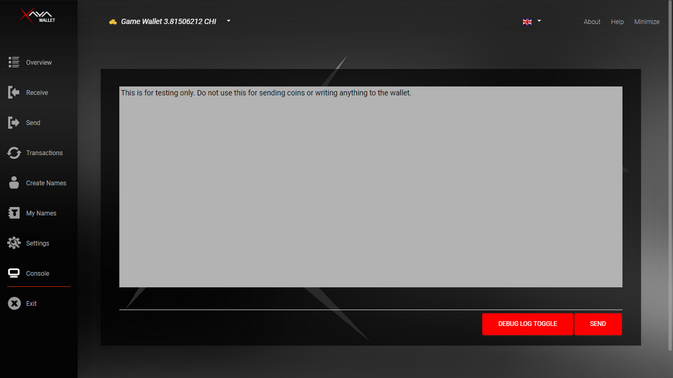 XAYA
WALLET
Game Wallet 3.81506212 CHI
About
Help
Minimize
Overview
Receive
Send
Transactions
Create Names
My Names
Settings
Console
Exit
This is for testing only. Do not use this for sending coins or writing anything to the wallet.
DEBUG LOG TOGGLE
SEND